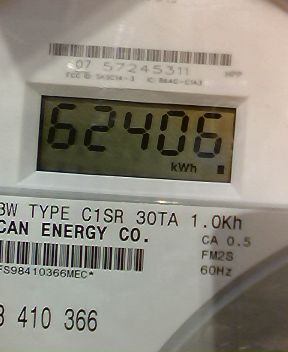 07 57245311
HPP
62406
kWh
3W TYPE C1SR 30TA 1.0Kh
CAN ENERGY CO.
CA 0.5
FM2S
60Hz
FS98410366MEC*
410 366